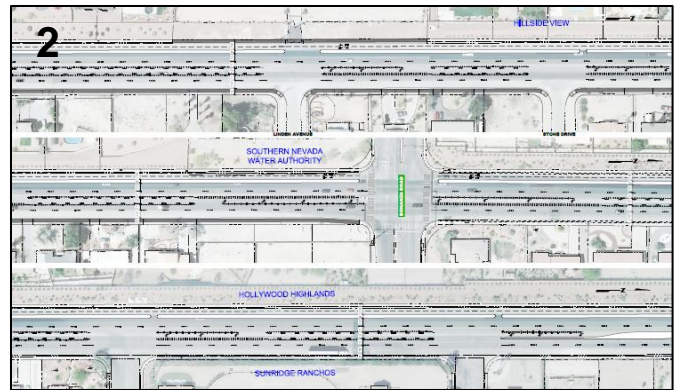 2
HILLSIDE VIEW
Z
LINDEN AVENUE
STONE DRIVE
SOUTHERN NEVADA
WATER AUTHORITY
Z
HOLLYWOOD HIGHLANDS
Z
SUNRIDGE RANCHOS